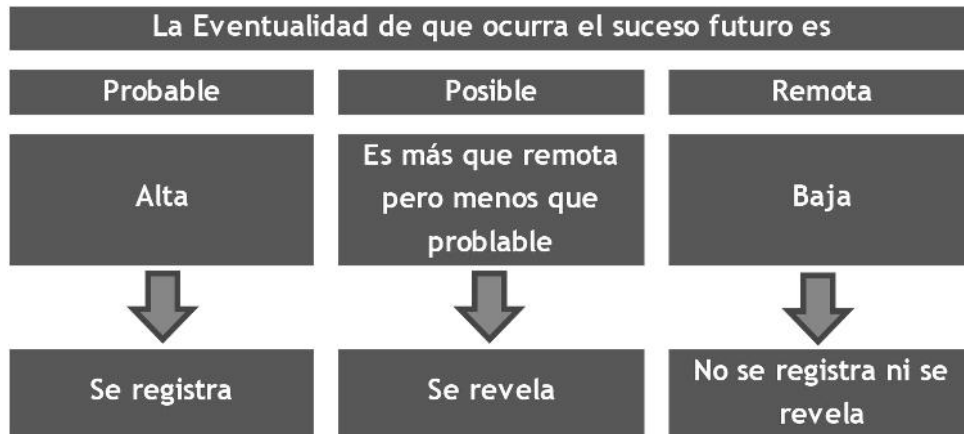 La Eventualidad de que ocurra el suceso futuro es
Probable
Posible
Remota
Alta
Es más que remota
pero menos que
problable
Baja
Se registra
Se revela
No se registra ni se
revela